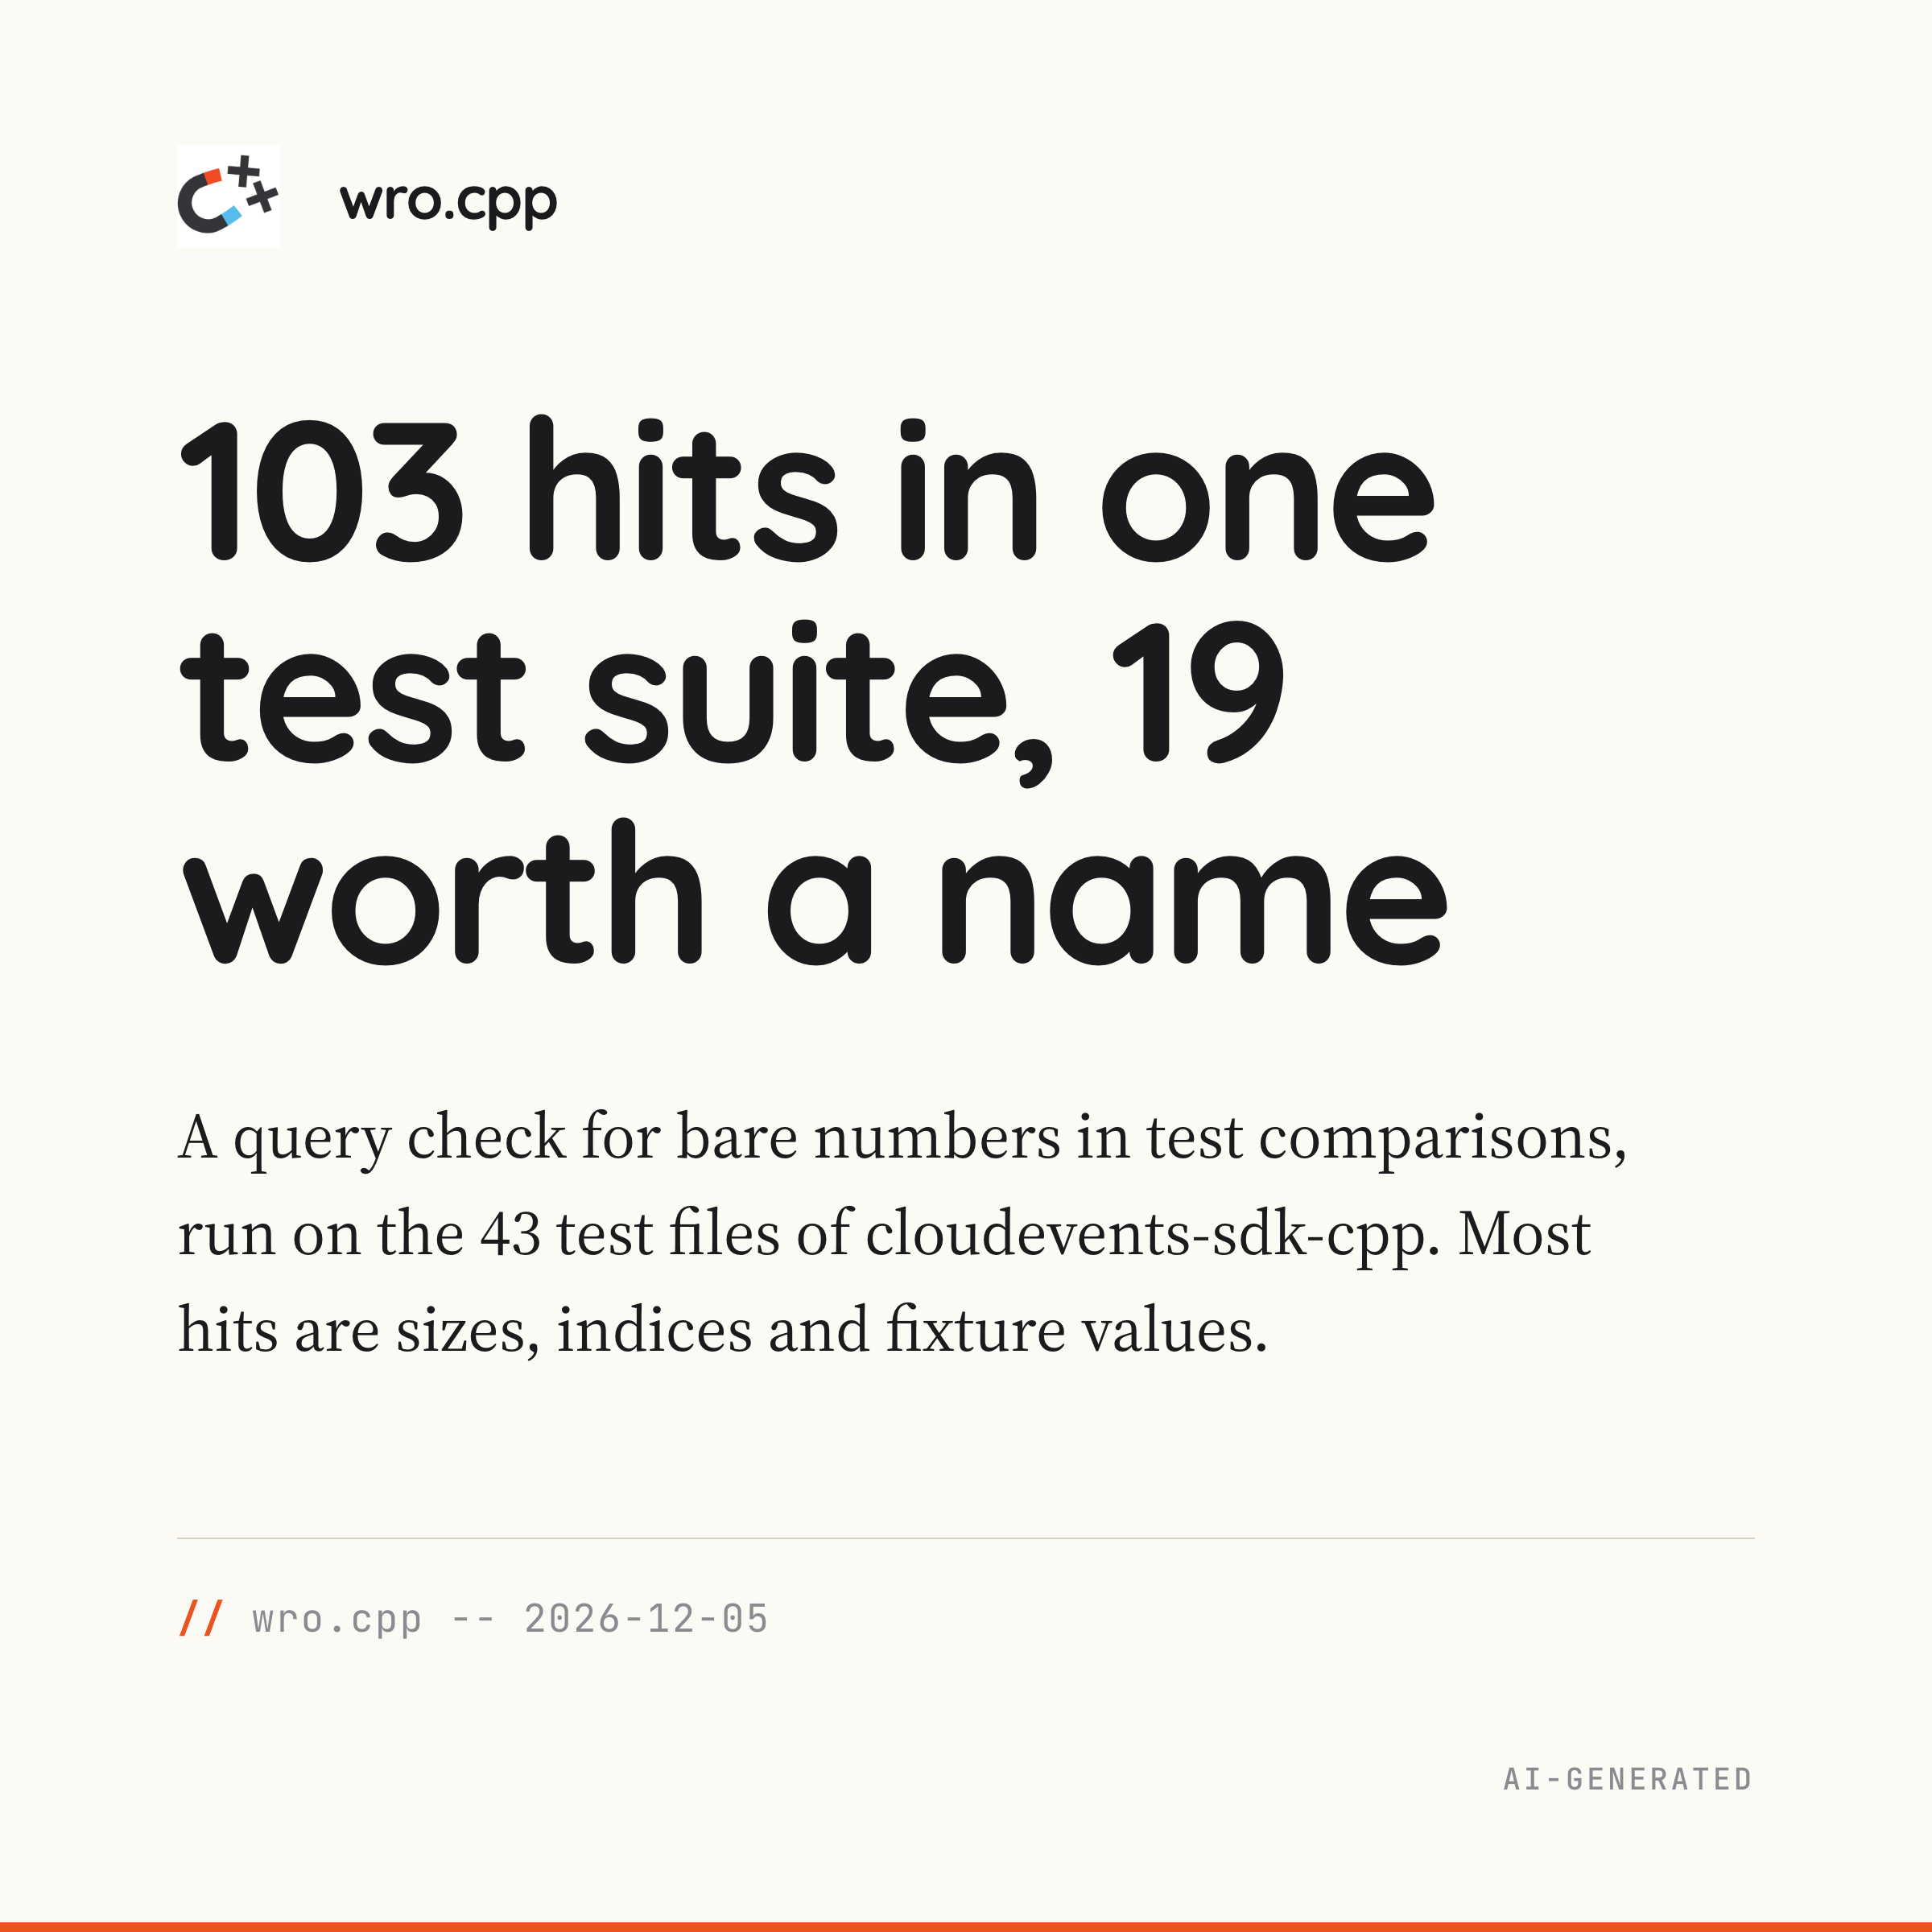 wro.cpp
103 hits in one
test suite, 19
worth a name
A query check for bare numbers in test comparisons,
run on the 43 test files of cloudevents-sdk-cpp. Most
hits are sizes, indices and fixture values.
// wro.cpp -- 2026-12-05
AI-GENERATED